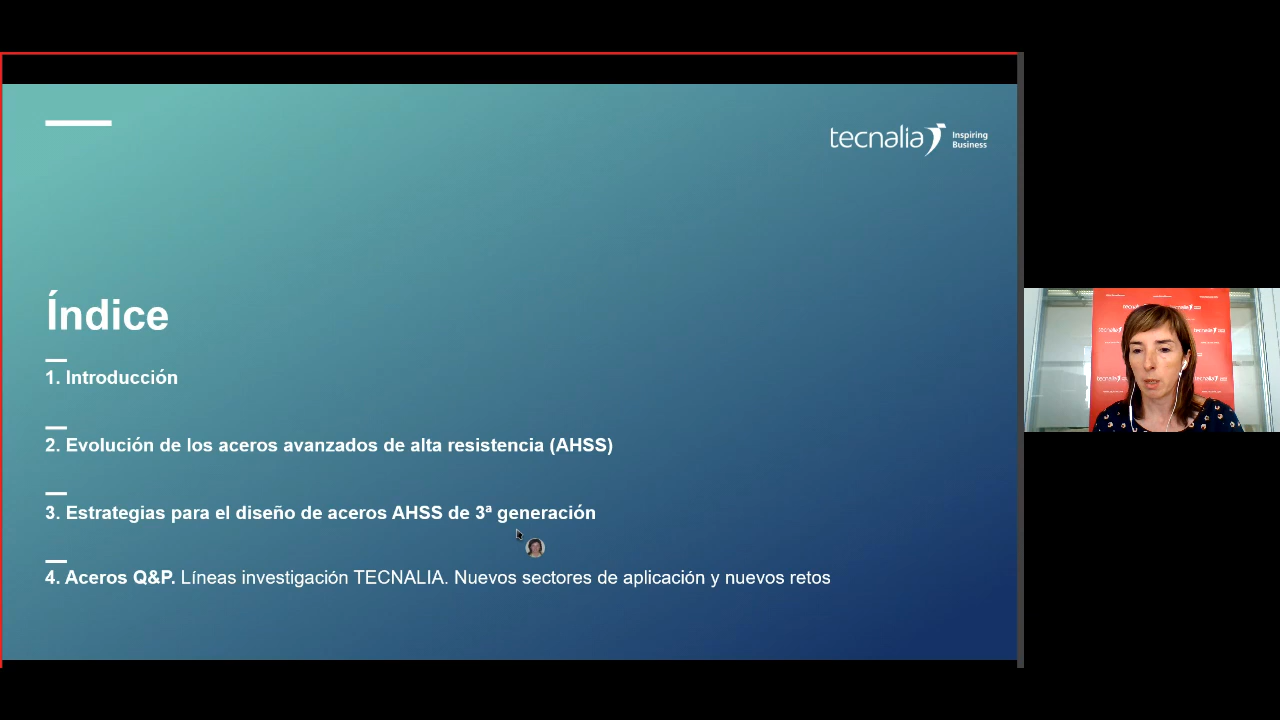 tecnalia
Inspiring
Business
Índice
1. Introducción
2. Evolución de los aceros avanzados de alta resistencia (AHSS)
3. Estrategias para el diseño de aceros AHSS de 3ª generación
4. Aceros Q&P. Líneas investigación TECNALIA. Nuevos sectores de aplicación y nuevos retos